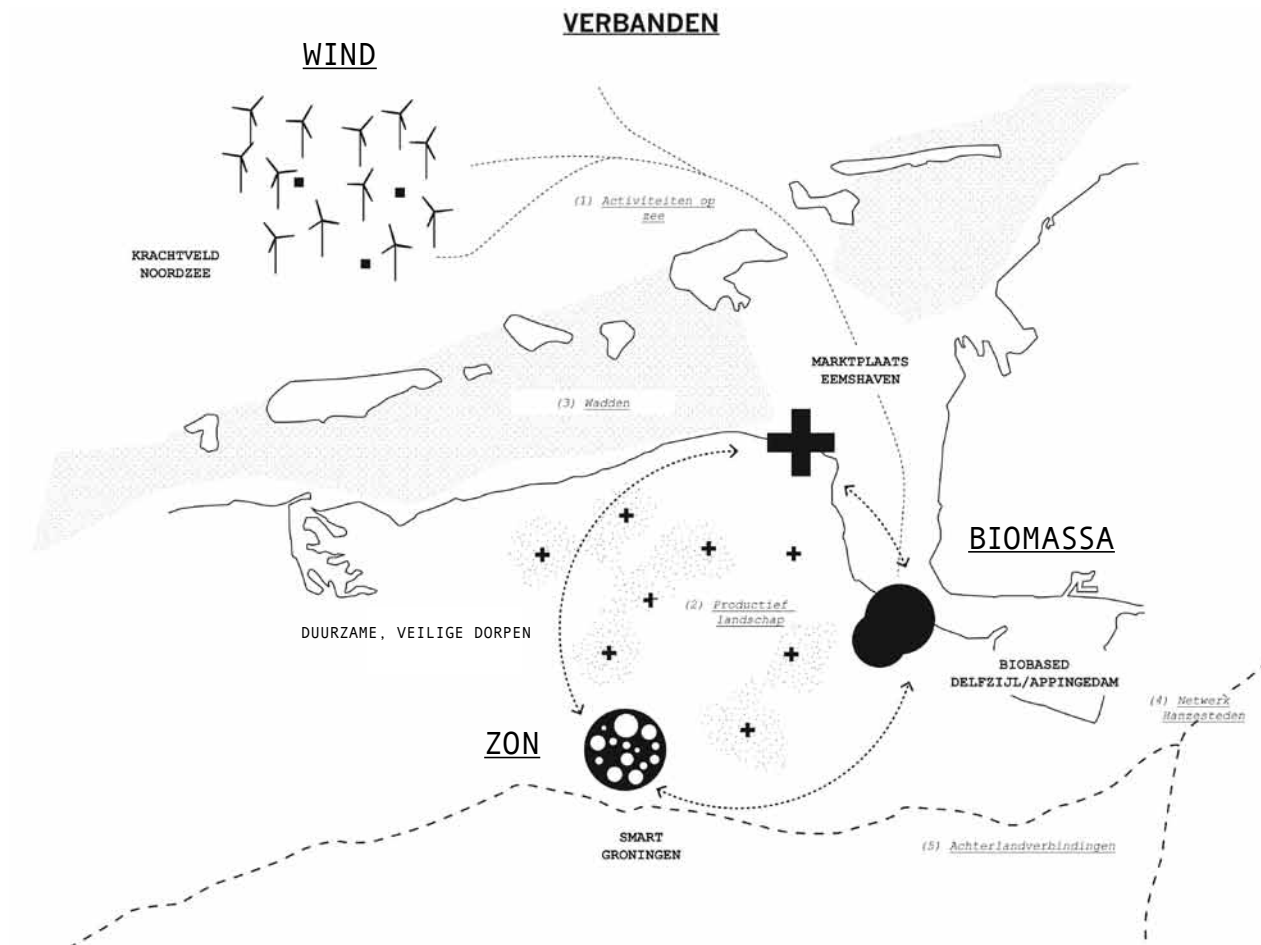 VERBANDEN
WIND
(1) Activiteiten op
zee
KRACHTVELD
NOORDZEE
MARKTPLAATS
EEMSHAVEN
(3) Wadden
BIOMASSA
(2) Productief
landschap
DUURZAME, VEILIGE DORPEN
BIOBASED
DELFZIJL/APPINGEDAM
(4) Netwerk
Hanzesteden
ZON
SMART
GRONINGEN
(5) Achterlandverbindingen